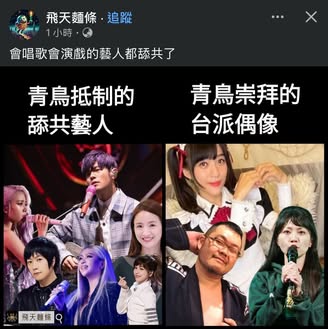 飛天麵條 · 追蹤
1 小時 ·
會唱歌會演戲的藝人都舔共了
青鳥抵制的
舔共藝人
青鳥崇拜的
台派偶像
飛天麵條